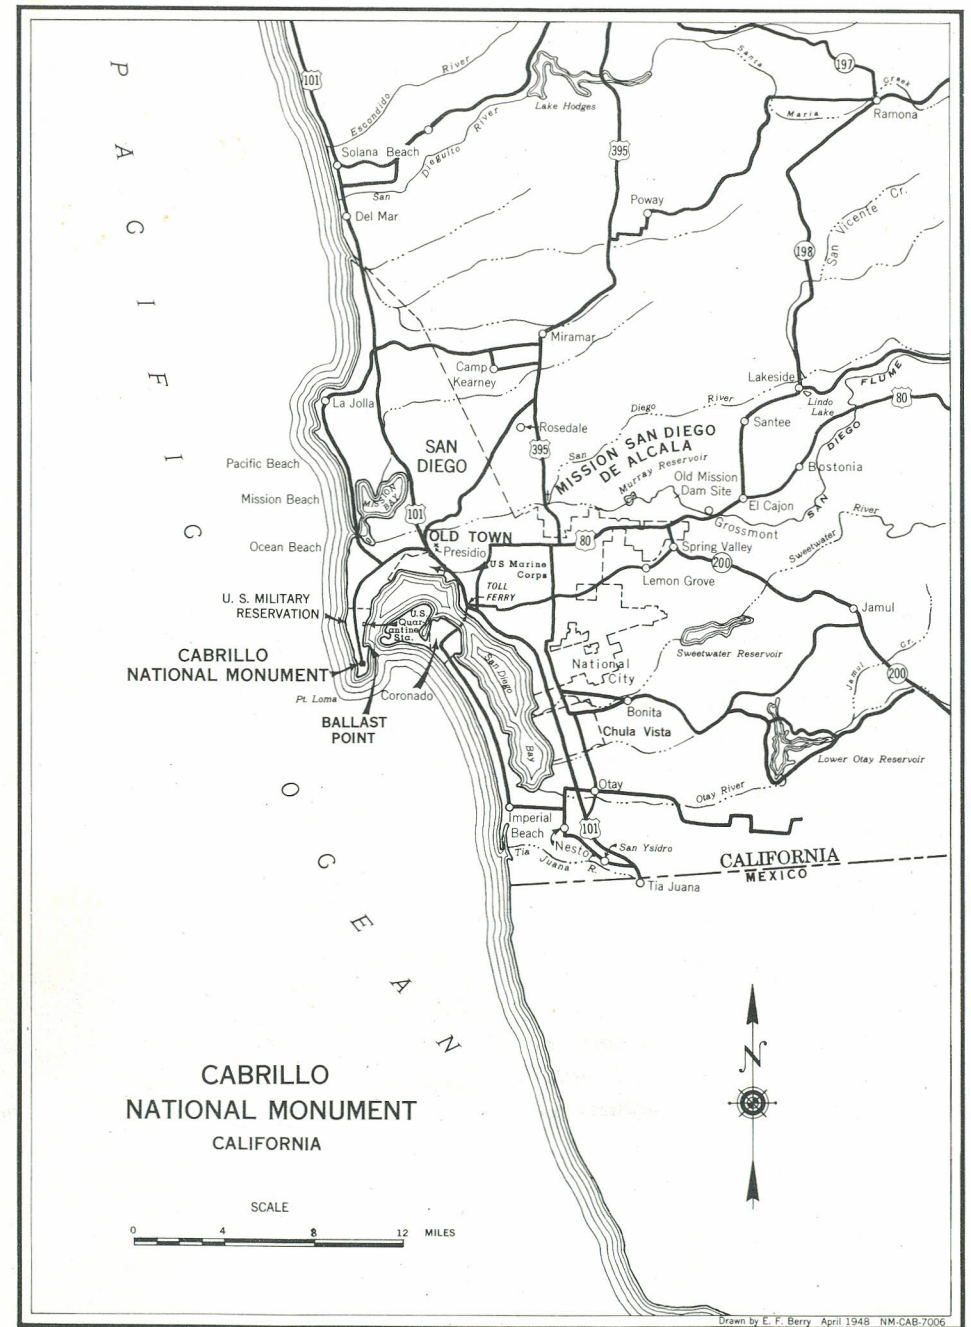 PACIFIC
OCEAN
101
Escondido River
Lake Hodges
Santa
Maria
Creek
197
Ramona
Solana Beach
San Dieguito River
395
Del Mar
Poway
San Vicente Cr.
198
Miramar
Camp
Kearney
Lakeside
Lindo
Lake
FLUME
80
La Jolla
Rosedale
San Diego River
Santee
SAN
DIEGO
395
MISSION SAN DIEGO
DE ALCALA
Murray Reservoir
Old Mission
Dam Site
Bostonia
SAN DIEGO
Pacific Beach
Mission Beach
MISSION
BAY
101
El Cajon
Grossmont
Ocean Beach
OLD TOWN
Presidio
80
Spring Valley
Sweetwater River
US Marine
Corps
200
TOLL
FERRY
Lemon Grove
Jamul
U. S. MILITARY
RESERVATION
U.S.
Quar-
antine
Sta.
Sweetwater Reservoir
Jamul Cr.
CABRILLO
NATIONAL MONUMENT
San Diego Bay
National
City
200
Pt. Loma
Coronado
Bonita
BALLAST
POINT
Chula Vista
Lower Otay Reservoir
Otay
Otay River
Imperial
Beach
101
Nestor
San Ysidro
Tia Juana R.
CALIFORNIA
MEXICO
Tia Juana
N
CABRILLO
NATIONAL MONUMENT
CALIFORNIA
SCALE
0 4 8 12 MILES
Drawn by E. F. Berry April 1948 NM-CAB-7006